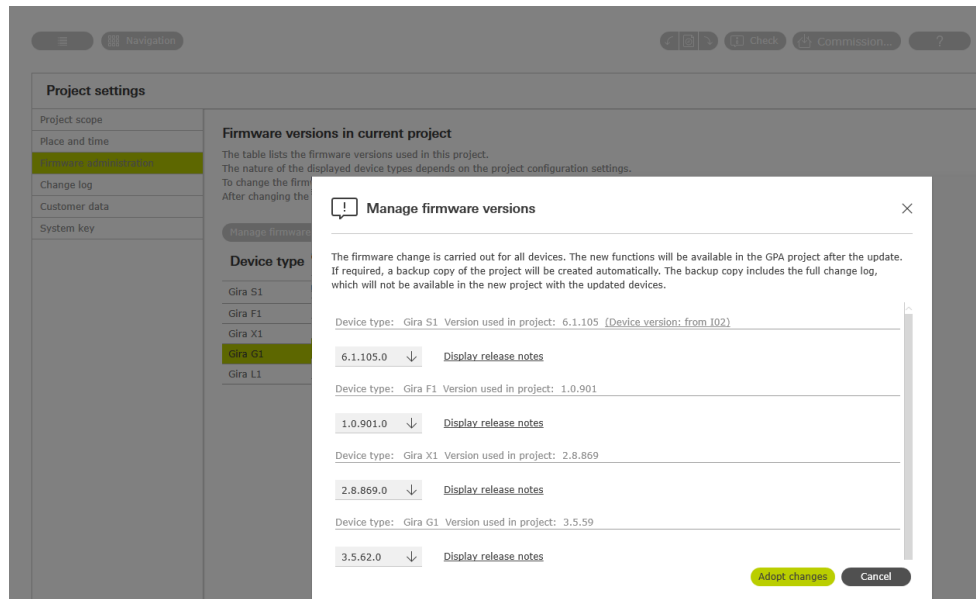 Navigation
Check
Commission...
?
Project settings
Project scope
Place and time
Firmware administration
Change log
Customer data
System key
Firmware versions in current project
The table lists the firmware versions used in this project.
The nature of the displayed device types depends on the project configuration settings.
To change the firm
After changing the
Manage firmware
Device type
Gira S1
Gira F1
Gira X1
Gira G1
Gira L1
! Manage firmware versions
The firmware change is carried out for all devices. The new functions will be available in the GPA project after the update.
If required, a backup copy of the project will be created automatically. The backup copy includes the full change log,
which will not be available in the new project with the updated devices.
Device type: Gira S1 Version used in project: 6.1.105 (Device version: from I02)
6.1.105.0 Display release notes
Device type: Gira F1 Version used in project: 1.0.901
1.0.901.0 Display release notes
Device type: Gira X1 Version used in project: 2.8.869
2.8.869.0 Display release notes
Device type: Gira G1 Version used in project: 3.5.59
3.5.62.0 Display release notes
Adopt changes
Cancel